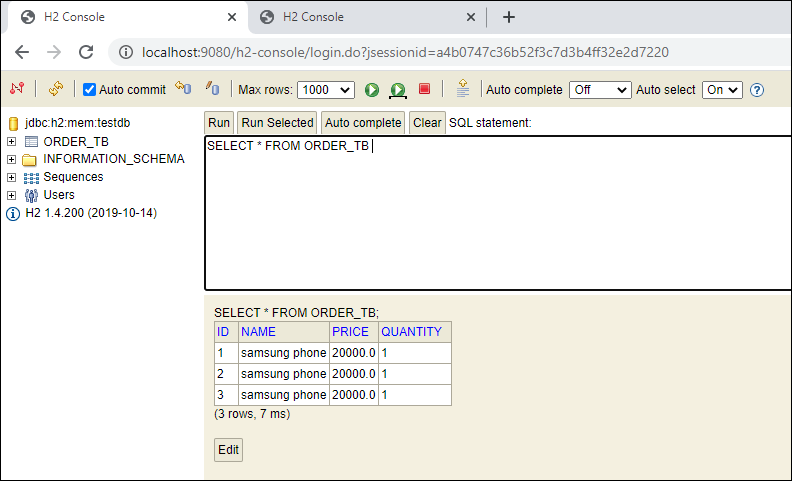 H2 Console
H2 Console
localhost:9080/h2-console/login.do?jsessionid=a4b0747c36b52f3c7d3b4ff32e2d7220
Auto commit Max rows: 1000 Auto complete Off Auto select On
jdbc:h2:mem:testdb
ORDER_TB
INFORMATION_SCHEMA
Sequences
Users
H2 1.4.200 (2019-10-14)
Run Run Selected Auto complete Clear SQL statement:
SELECT * FROM ORDER_TB
SELECT * FROM ORDER_TB;
ID NAME PRICE QUANTITY
1 samsung phone 20000.0 1
2 samsung phone 20000.0 1
3 samsung phone 20000.0 1
(3 rows, 7 ms)
Edit